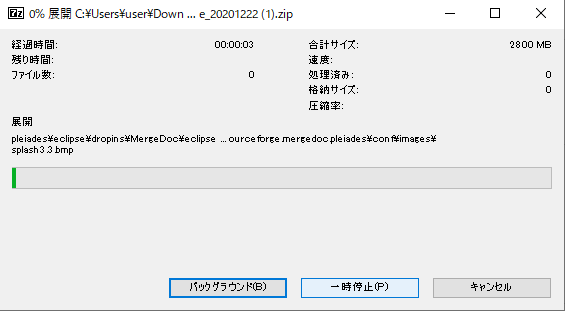 7z 0% 展開 C:¥Users¥user¥Down ... e_20201222 (1).zip
経過時間: 00:00:03 合計サイズ: 2800 MB
残り時間: 速度:
ファイル数: 0 処理済み: 0
格納サイズ: 0
圧縮率:
展開
pleiades¥eclipse¥dropins¥MergeDoc¥eclipse ... ourceforge.mergedoc.pleiades¥conf¥images¥
splash3.3.bmp
バックグラウンド(B) 一時停止(P) キャンセル